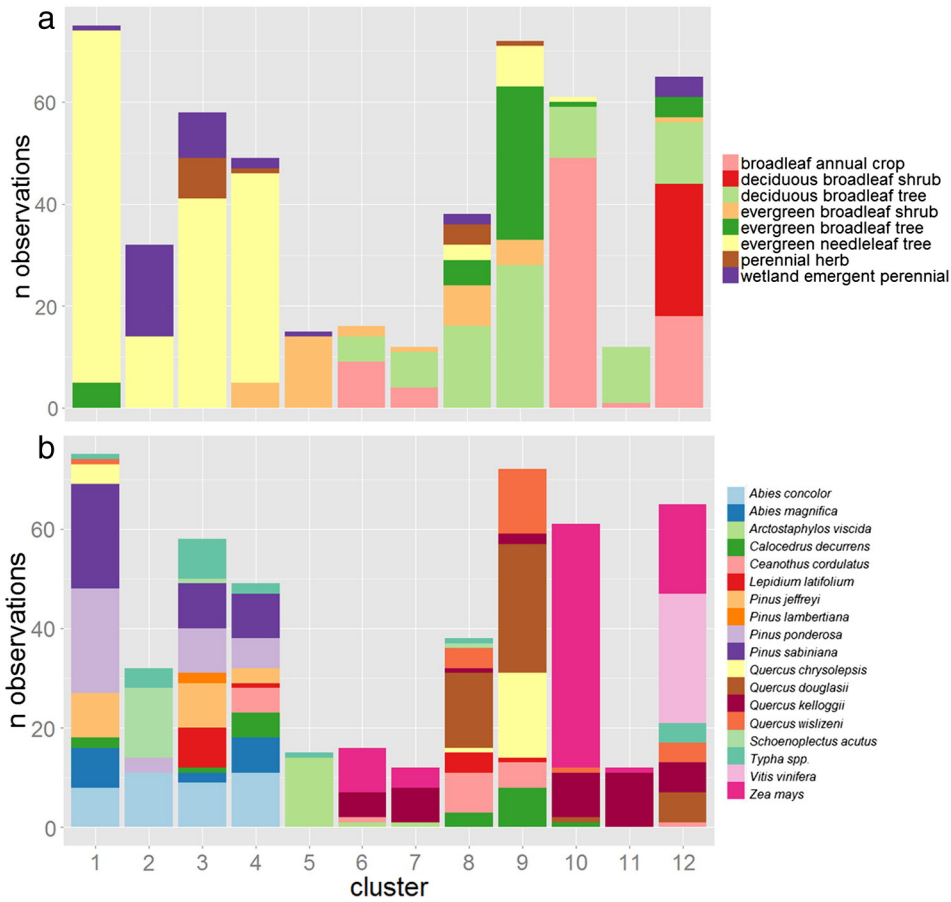 a
n observations
60
40
20
0
broadleaf annual crop
deciduous broadleaf shrub
deciduous broadleaf tree
evergreen broadleaf shrub
evergreen broadleaf tree
evergreen needleleaf tree
perennial herb
wetland emergent perennial
b
n observations
60
40
20
0
Abies concolor
Abies magnifica
Arctostaphylos viscida
Calocedrus decurrens
Ceanothus cordulatus
Lepidium latifolium
Pinus jeffreyi
Pinus lambertiana
Pinus ponderosa
Pinus sabiniana
Quercus chrysolepsis
Quercus douglasii
Quercus kelloggii
Quercus wislizeni
Schoenoplectus acutus
Typha spp.
Vitis vinifera
Zea mays
1 2 3 4 5 6 7 8 9 10 11 12
cluster